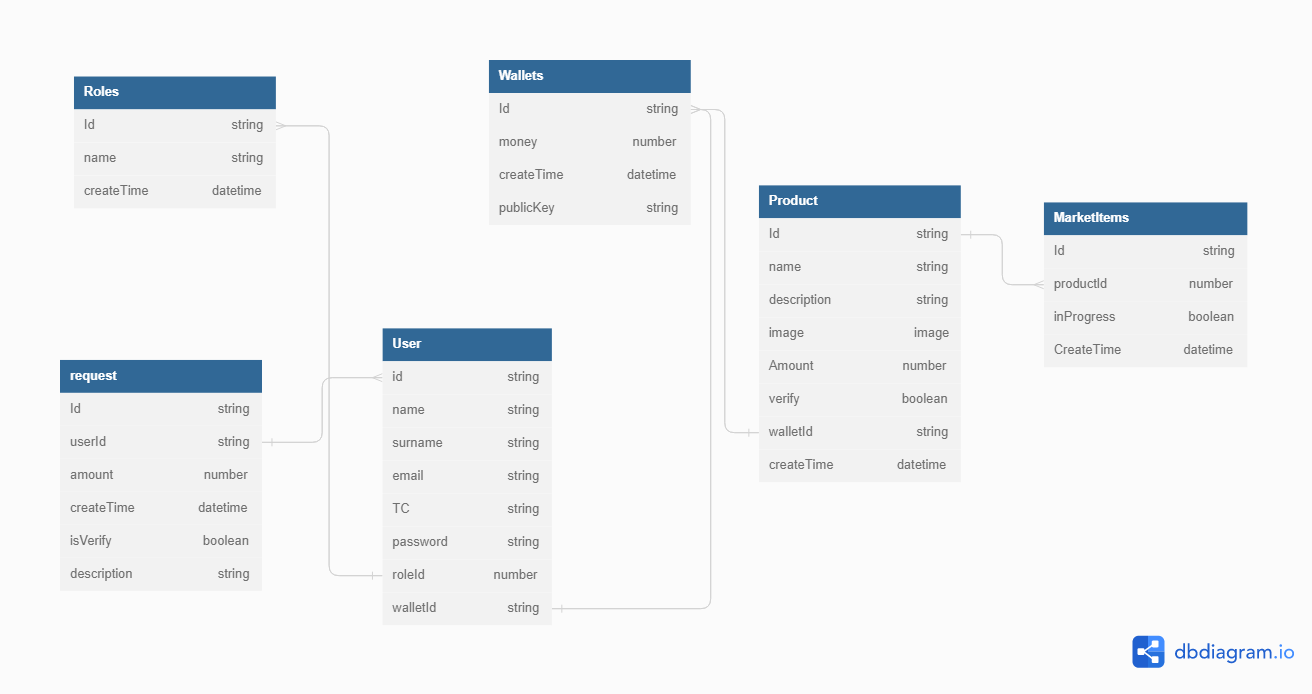 Roles
Id string
name string
createTime datetime
Wallets
Id string
money number
createTime datetime
publicKey string
Product
Id string
name string
description string
image image
Amount number
verify boolean
walletId string
createTime datetime
MarketItems
Id string
productId number
inProgress boolean
CreateTime datetime
request
Id string
userId string
amount number
createTime datetime
isVerify boolean
description string
User
id string
name string
surname string
email string
TC string
password string
roleId number
walletId string
dbdiagram.io